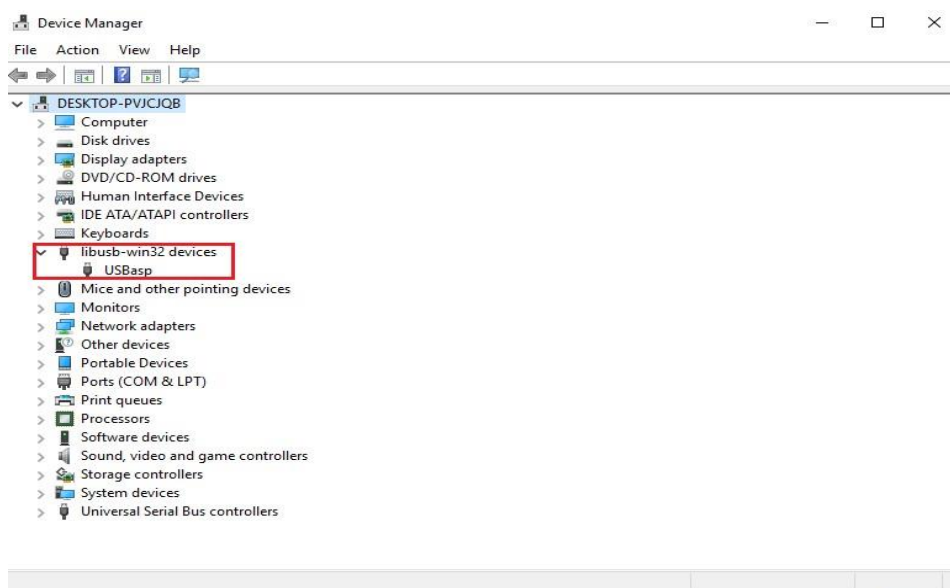 Device Manager
File Action View Help
DESKTOP-PVJCJQB
Computer
Disk drives
Display adapters
DVD/CD-ROM drives
Human Interface Devices
IDE ATA/ATAPI controllers
Keyboards
libusb-win32 devices
USBasp
Mice and other pointing devices
Monitors
Network adapters
Other devices
Portable Devices
Ports (COM & LPT)
Print queues
Processors
Software devices
Sound, video and game controllers
Storage controllers
System devices
Universal Serial Bus controllers